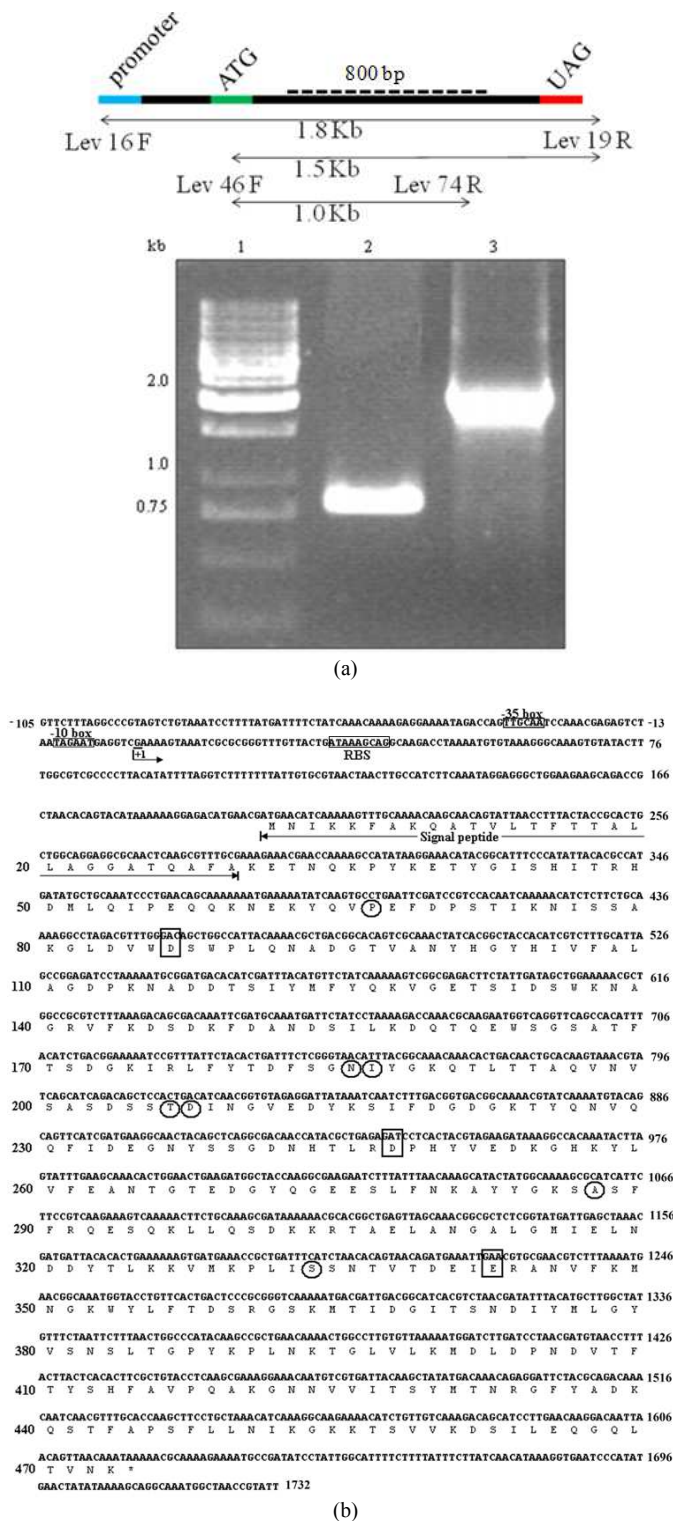 promoter ATG 800 bp UAG
1.8 Kb
Lev 16 F Lev 19 R
1.5 Kb
Lev 46 F Lev 74 R
1.0 Kb
kb 1 2 3
2.0
1.0
0.75
(a)
-35 box
-105 GTTCTTTAGGCCCGTAGTCTGTAAATCCTTTTATGATTTTCTATCAAACAAAAGAGGAAAATAGACCAGTTGCAATCCAAACGAGAGTCT -13
-10 box
AATAGAATGAGGTCGAAAAGTAAATCGCGCGGGTTTGTTACTGATAAAGCAGGCAAGACCTAAAATGTGTAAAGGGCAAAGTGTATACTT 76
+1 RBS
TGGCGTCGCCCCTTACATATTTTAGGTCTTTTTTTATTGTGCGTAACTAACTTGCCATCTTCAAATAGGAGGGCTGGAAGAAGCAGACCG 166
CTAACACAGTACATAAAAAAGGAGACATGAACGATGAACATCAAAAAGTTTGCAAAACAAGCAACAGTATTAACCTTTACTACCGCACTG 256
M N I K K F A K Q A T V L T F T T A L
Signal peptide
CTGGCAGGAGGCGCAACTCAAGCGTTTGCGAAAGAAACGAACCAAAAGCCATATAAGGAAACATACGGCATTTCCCATATTACACGCCAT 346
20 L A G G A T Q A F A K E T N Q K P Y K E T Y G I S H I T R H
GATATGCTGCAAATCCCTGAACAGCAAAAAAATGAAAAATATCAAGTGCCTGAATTCGATCCGTCCACAATCAAAAACATCTCTTCTGCA 436
50 D M L Q I P E Q Q K N E K Y Q V P E F D P S T I K N I S S A
AAAGGCCTAGACGTTTGGGACAGCTGGCCATTACAAAACGCTGACGGCACAGTCGCAAACTATCACGGCTACCACATCGTCTTTGCATTA 526
80 K G L D V W D S W P L Q N A D G T V A N Y H G Y H I V F A L
GCCGGAGATCCTAAAAATGCGGATGACACATCGATTTACATGTTCTATCAAAAAGTCGGCGAGACTTCTATTGATAGCTGGAAAAACGCT 616
110 A G D P K N A D D T S I Y M F Y Q K V G E T S I D S W K N A
GGCCGCGTCTTTAAAGACAGCGACAAATTCGATGCAAATGATTCTATCCTAAAAGACCAAACGCAAGAATGGTCAGGTTCAGCCACATTT 706
140 G R V F K D S D K F D A N D S I L K D Q T Q E W S G S A T F
ACATCTGACGGAAAAATCCGTTTATTCTACACTGATTTCTCGGGTAACATTTACGGCAAACAAACACTGACAACTGCACAAGTAAACGTA 796
170 T S D G K I R L F Y T D F S G N I Y G K Q T L T T A Q V N V
TCAGCATCAGACAGCTCCACTGACATCAACGGTGTAGAGGATTATAAATCAATCTTTGACGGTGACGGCAAAACGTATCAAAATGTACAG 886
200 S A S D S S T D I N G V E D Y K S I F D G D G K T Y Q N V Q
CAGTTCATCGATGAAGGCAACTACAGCTCAGGCGACAACCATACGCTGAGAGATCCTCACTACGTAGAAGATAAAGGCCACAAATACTTA 976
230 Q F I D E G N Y S S G D N H T L R D P H Y V E D K G H K Y L
GTATTTGAAGCAAACACTGGAACTGAAGATGGCTACCAAGGCGAAGAATCTTTATTTAACAAAGCATACTATGGCAAAAGCGCATCATTC 1066
260 V F E A N T G T E D G Y Q G E E S L F N K A Y Y G K S A S F
TTCCGTCAAGAAAGTCAAAAACTTCTGCAAAGCGATAAAAAACGCACGGCTGAGTTAGCAAACGGCGCTCTCGGTATGATTGAGCTAAAC 1156
290 F R Q E S Q K L L Q S D K K R T A E L A N G A L G M I E L N
GATGATTACACACTGAAAAAAGTGATGAAACCGCTGATTTCATCTAACACAGTAACAGATGAAATTGAACGTGCGAACGTCTTTAAAATG 1246
320 D D Y T L K K V M K P L I S S N T V T D E I E R A N V F K M
AACGGCAAATGGTACCTGTTCACTGACTCCCGCGGGTCAAAAATGACGATTGACGGCATCACGTCTAACGATATTTACATGCTTGGCTAT 1336
350 N G K W Y L F T D S R G S K M T I D G I T S N D I Y M L G Y
GTTTCTAATTCTTTAACTGGCCCATACAAGCCGCTGAACAAAACTGGCCTTGTGTTAAAAATGGATCTTGATCCTAACGATGTAACCTTT 1426
380 V S N S L T G P Y K P L N K T G L V L K M D L D P N D V T F
ACTTACTCACACTTCGCTGTACCTCAAGCGAAAGGAAACAATGTCGTGATTACAAGCTATATGACAAACAGAGGATTCTACGCAGACAAA 1516
410 T Y S H F A V P Q A K G N N V V I T S Y M T N R G F Y A D K
CAATCAACGTTTGCACCAAGCTTCCTGCTAAACATCAAAGGCAAGAAAACATCTGTTGTCAAAGACAGCATCCTTGAACAAGGACAATTA 1606
440 Q S T F A P S F L L N I K G K K T S V V K D S I L E Q G Q L
ACAGTTAACAAATAAAAACGCAAAAGAAAATGCCGATATCCTATTGGCATTTTCTTTTATTTCTTATCAACATAAAGGTGAATCCCATAT 1696
470 T V N K *
GAACTATATAAAAGCAGGCAAATGGCTAACCGTATT 1732
(b)